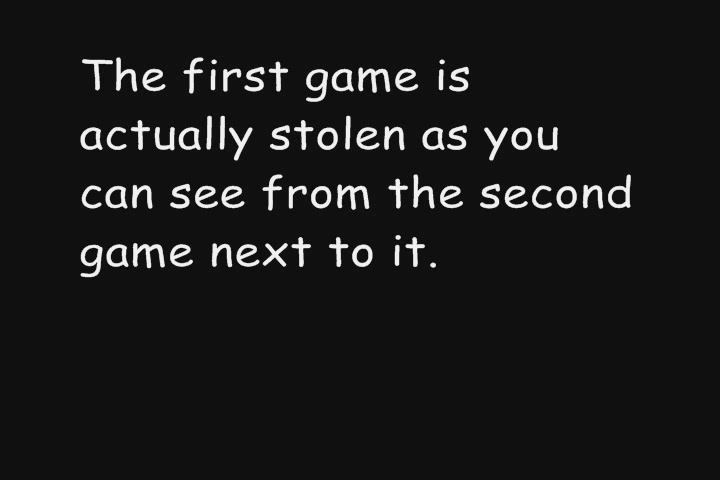 The first game is
actually stolen as you
can see from the second
game next to it.